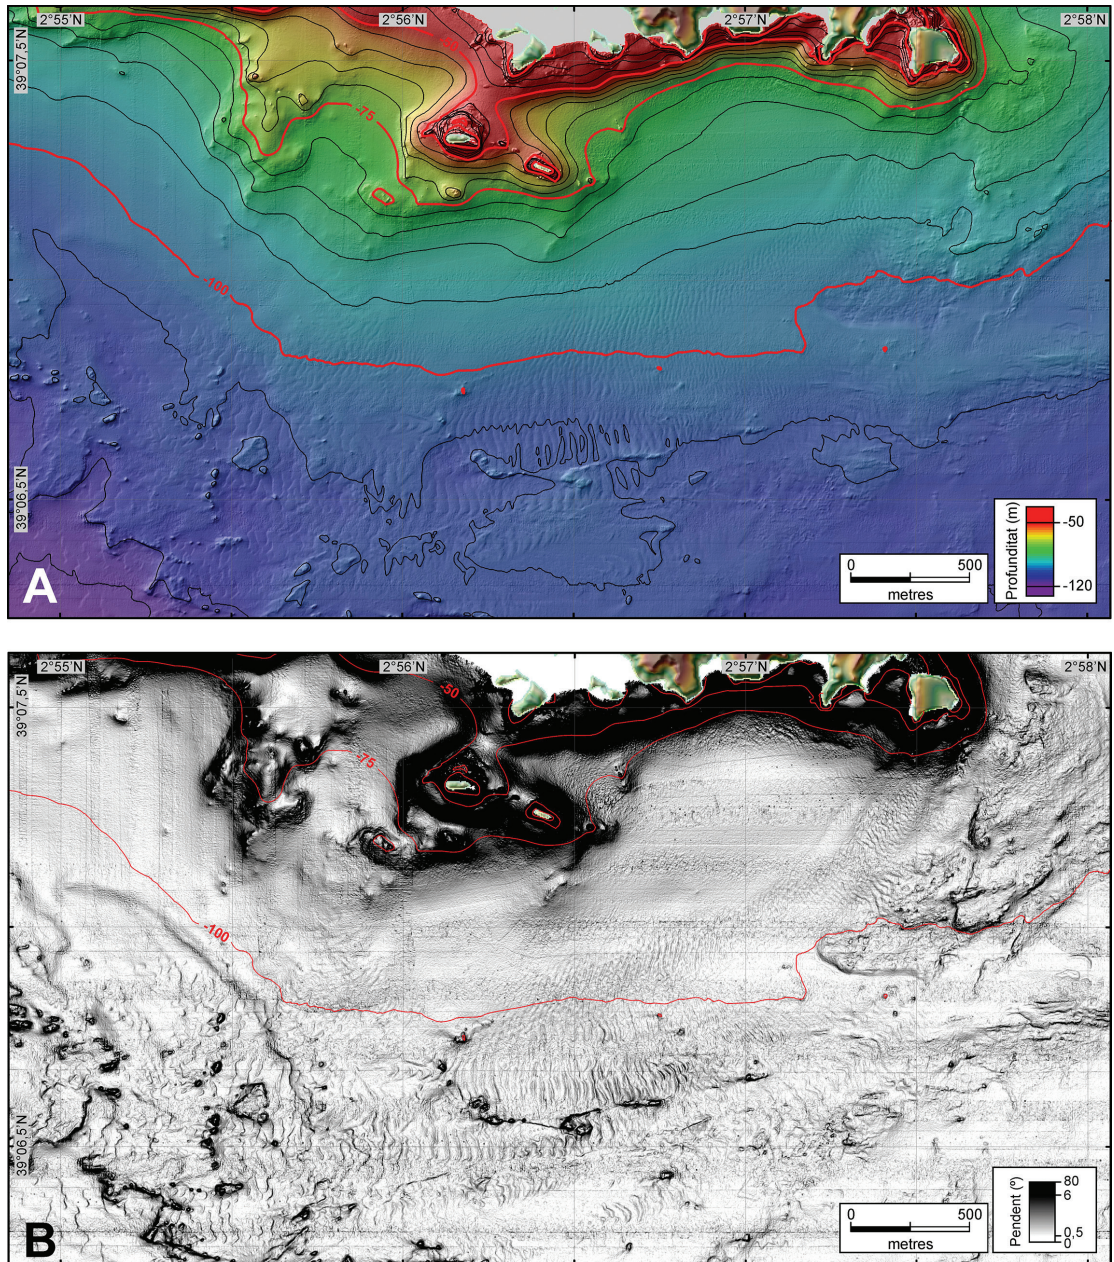 2°55'N
2°56'N
2°57'N
2°58'N
39°07,5'N
-50
-75
A
-100
39°06,5'N
Profunditat (m)
-50
-120
0
500
metres
2°55'N
2°56'N
2°57'N
2°58'N
39°07,5'N
-50
-75
-100
39°06,5'N
B
0
500
metres
Pendent (°)
80
6
0,5
0